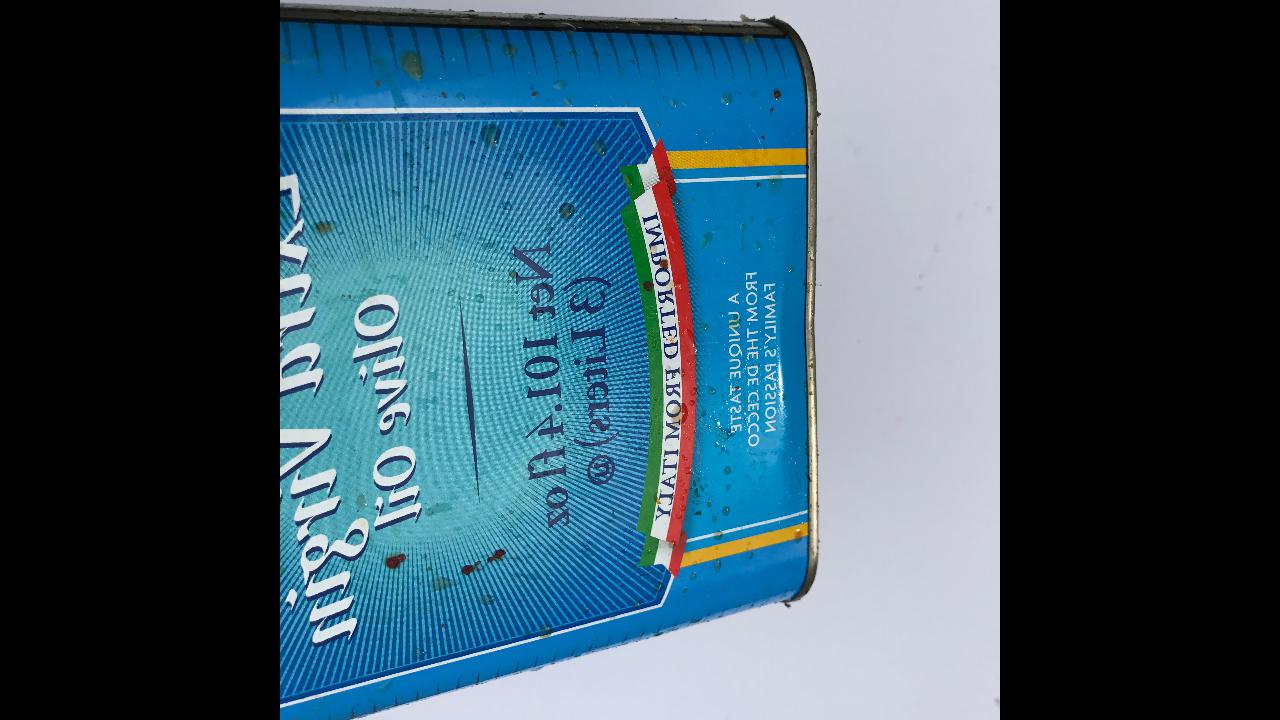 Extra Virgin
Olive Oil
Net 101.4 fl oz
(3 Liters) ℮
IMPORTED FROM ITALY
A UNIQUE TASTE
FROM THE DE CECCO
FAMILY'S PASSION